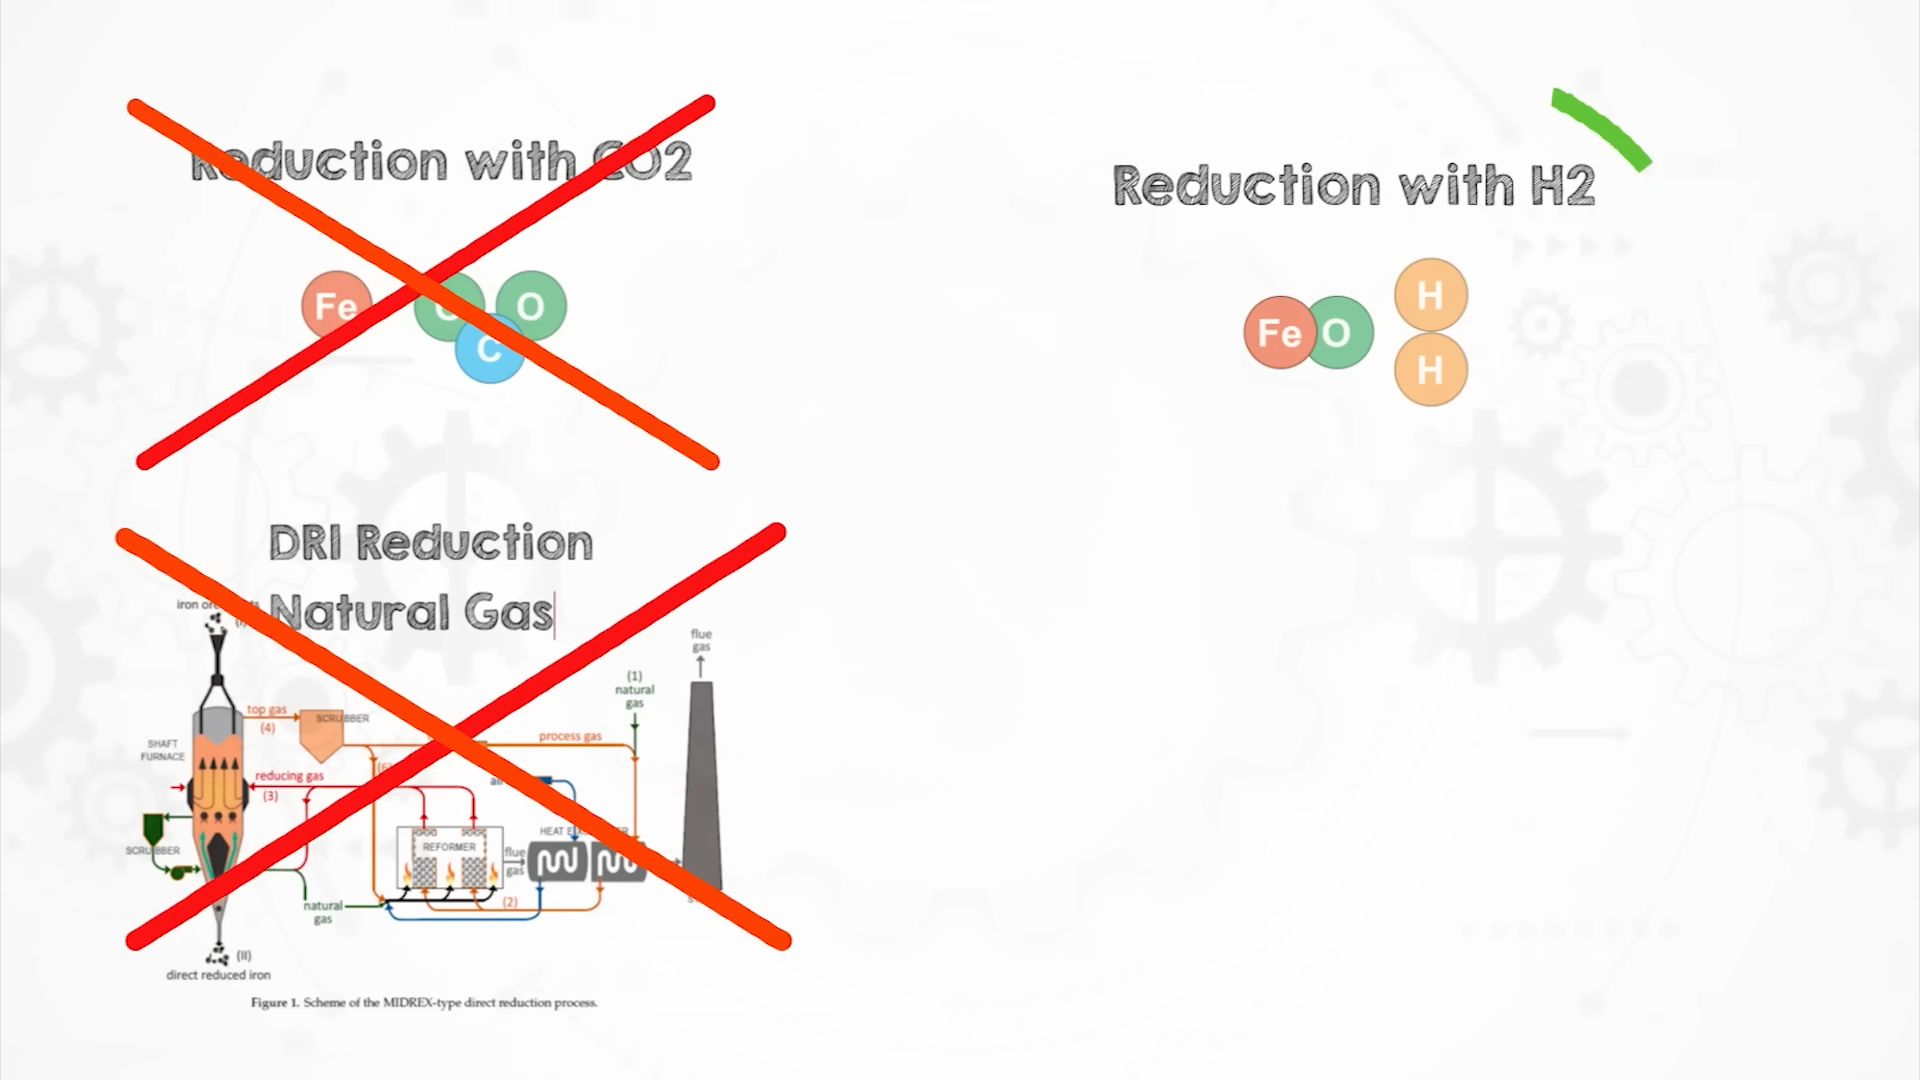 Reduction with CO2
Fe O O
C
Reduction with H2
Fe O
H
H
DRI Reduction
Natural Gas
iron
flue
gas
(1)
natural
gas
top gas
(4)
SCRUBBER
process gas
SHAFT
FURNACE
reducing gas
(3)
(6)
air
HEAT
REFORMER
flue
gas
SCRUBBER
natural
gas
(2)
(II)
direct reduced iron
Figure 1. Scheme of the MIDREX-type direct reduction process.